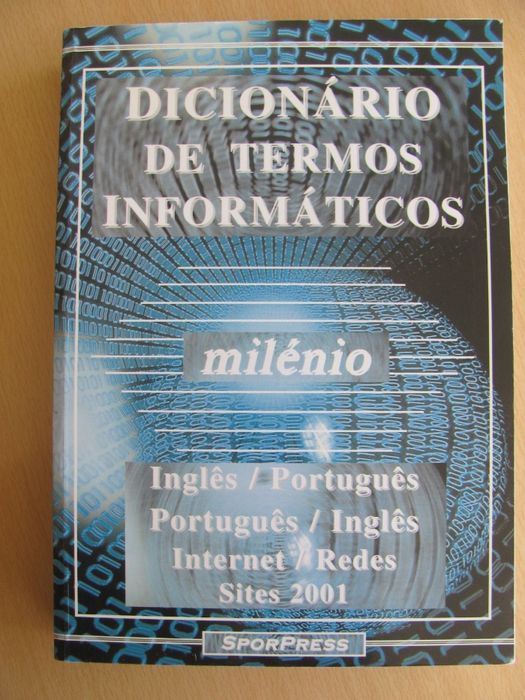 DICIONÁRIO
DE TERMOS
INFORMÁTICOS
milénio
Inglês / Português
Português / Inglês
Internet / Redes
Sites 2001
SPORPRESS